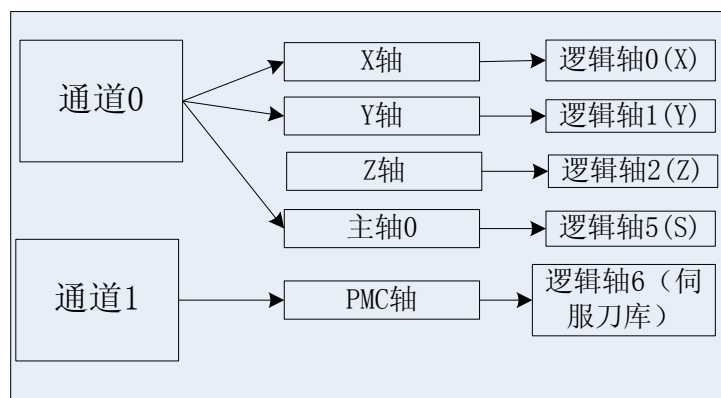 通道0
X轴
逻辑轴0(X)
Y轴
逻辑轴1(Y)
Z轴
逻辑轴2(Z)
主轴0
逻辑轴5(S)
通道1
PMC轴
逻辑轴6（伺
服刀库）